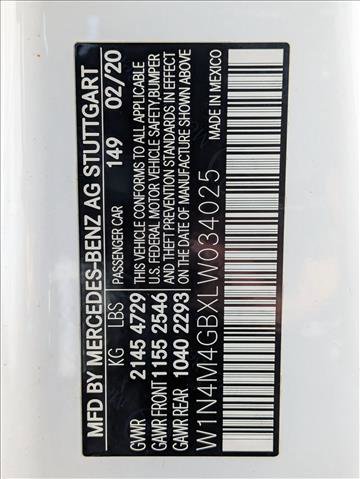 MFD BY MERCEDES-BENZ AG STUTTGART
KG LBS PASSENGER CAR 149 02/20
GVWR 2145 4729 THIS VEHICLE CONFORMS TO ALL APPLICABLE
GAWR FRONT 1155 2546 U.S. FEDERAL MOTOR VEHICLE SAFETY,BUMPER
GAWR REAR 1040 2293 AND THEFT PREVENTION STANDARDS IN EFFECT
ON THE DATE OF MANUFACTURE SHOWN ABOVE
W1N4M4GBXLW034025 MADE IN MEXICO